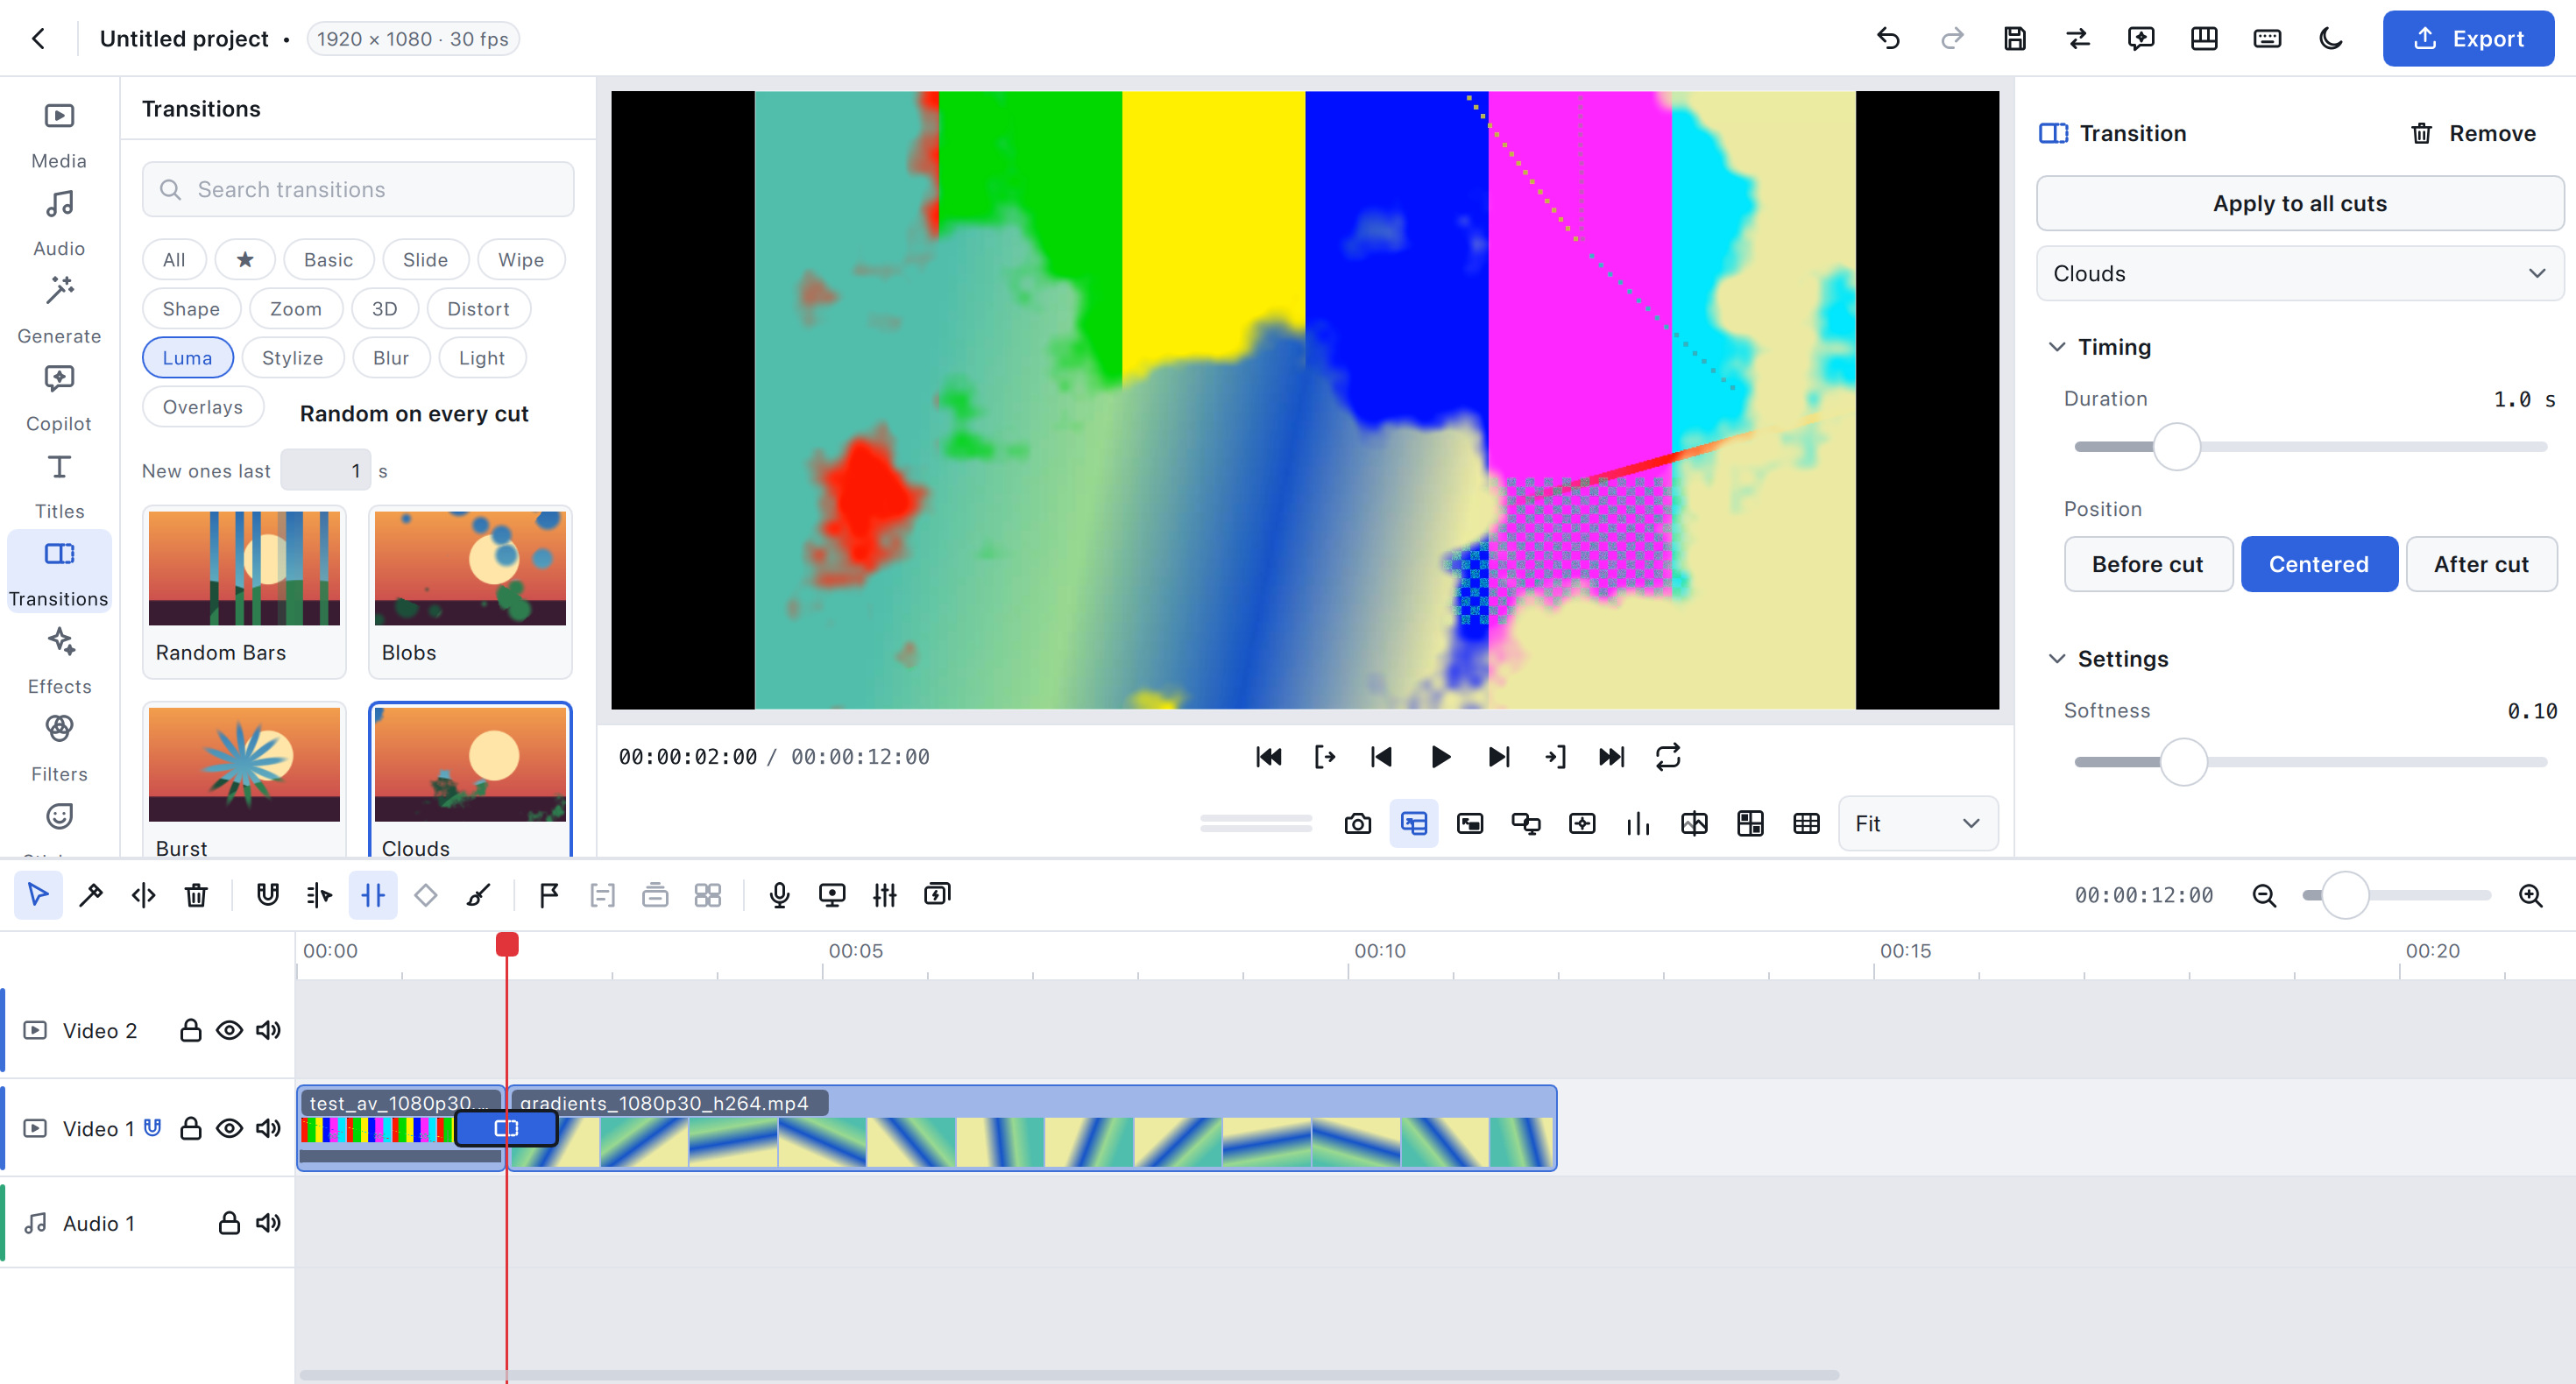 Untitled project • 1920 × 1080 · 30 fps
Export
Media
Audio
Generate
Copilot
Titles
Transitions
Effects
Filters
Transitions
Search transitions
All ★ Basic Slide Wipe
Shape Zoom 3D Distort
Luma Stylize Blur Light
Overlays Random on every cut
New ones last 1 s
Random Bars Blobs
Burst Clouds
00:00:02:00 / 00:00:12:00
Fit
Transition Remove
Apply to all cuts
Clouds
Timing
Duration 1.0 s
Position
Before cut Centered After cut
Settings
Softness 0.10
00:00:12:00
00:00 00:05 00:10 00:15 00:20
Video 2
Video 1 test_av_1080p30... gradients_1080p30_h264.mp4
Audio 1